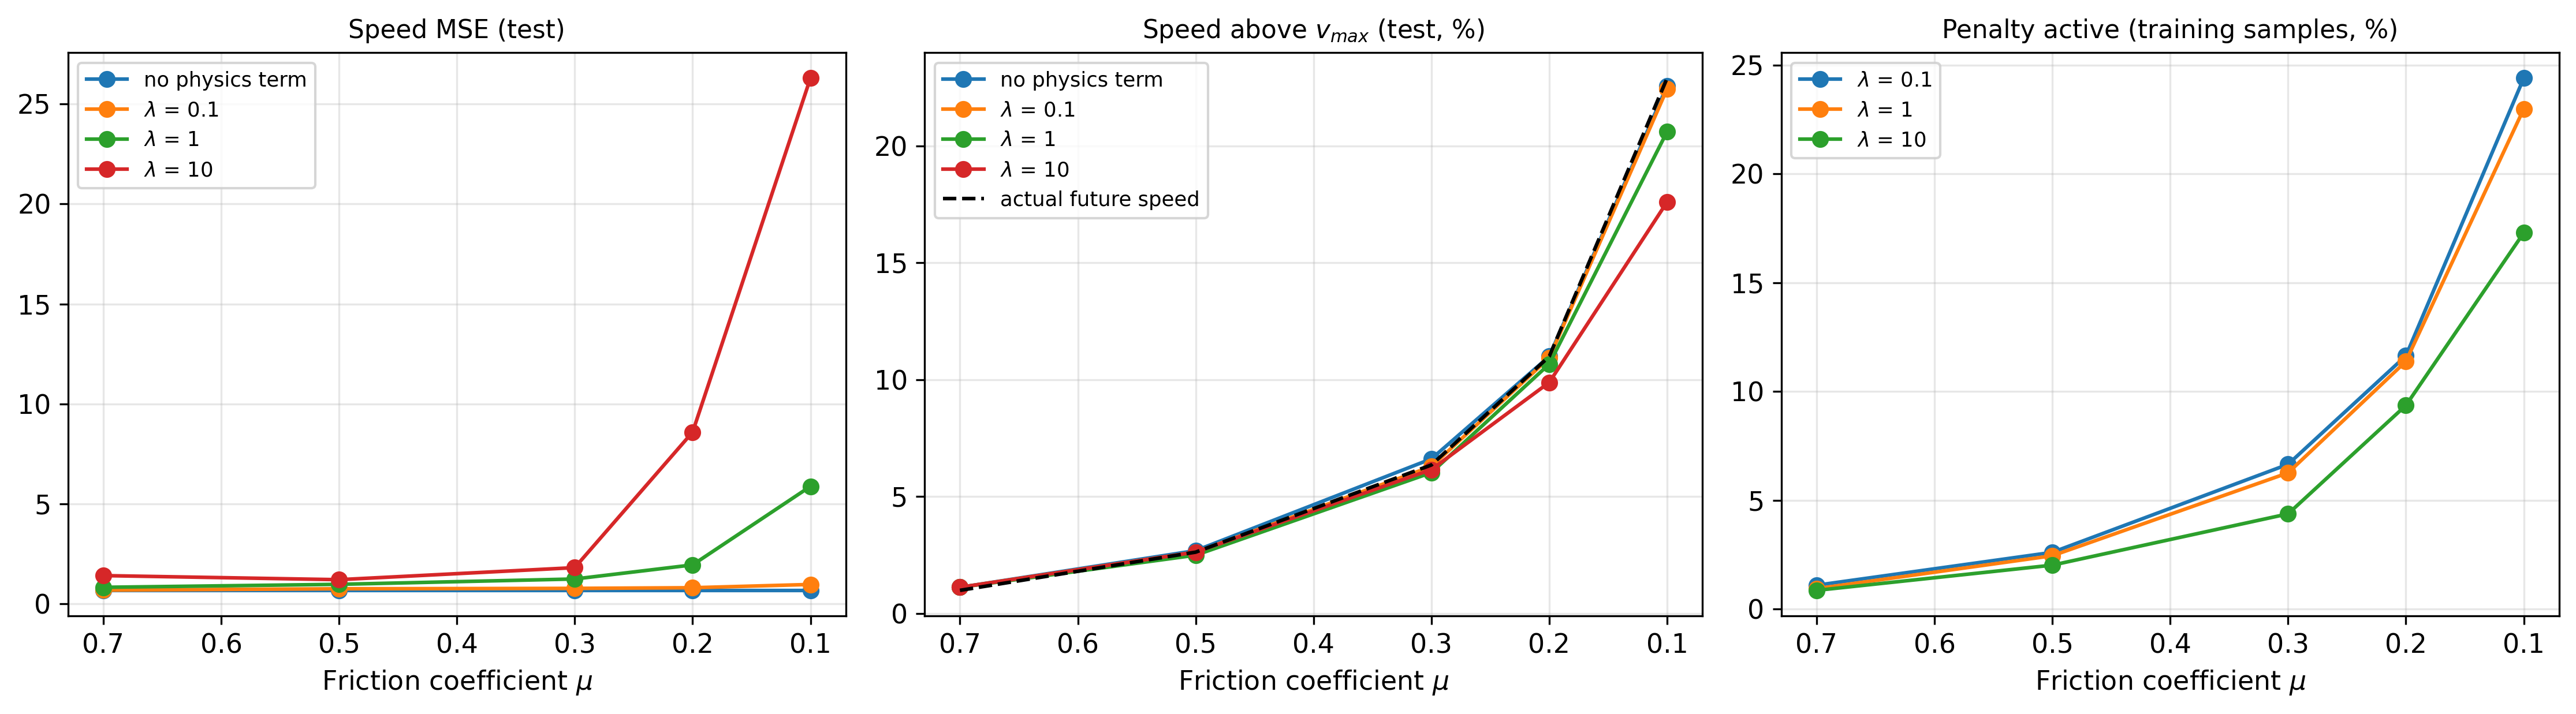 Speed MSE (test)
no physics term
λ = 0.1
λ = 1
λ = 10
25
20
15
10
5
0
0.7 0.6 0.5 0.4 0.3 0.2 0.1
Friction coefficient μ
Speed above vmax (test, %)
no physics term
λ = 0.1
λ = 1
λ = 10
actual future speed
20
15
10
5
0
0.7 0.6 0.5 0.4 0.3 0.2 0.1
Friction coefficient μ
Penalty active (training samples, %)
λ = 0.1
λ = 1
λ = 10
25
20
15
10
5
0
0.7 0.6 0.5 0.4 0.3 0.2 0.1
Friction coefficient μ